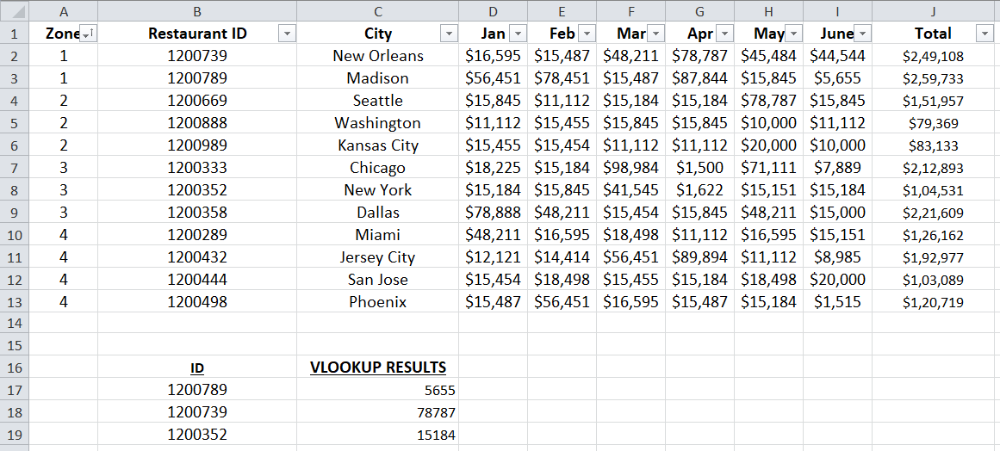 A B C D E F G H I J
1 Zone Restaurant ID City Jan Feb Mar Apr May June Total
2 1 1200739 New Orleans $16,595 $15,487 $48,211 $78,787 $45,484 $44,544 $2,49,108
3 1 1200789 Madison $56,451 $78,451 $15,487 $87,844 $15,845 $5,655 $2,59,733
4 2 1200669 Seattle $15,845 $11,112 $15,184 $15,184 $78,787 $15,845 $1,51,957
5 2 1200888 Washington $11,112 $15,455 $15,845 $15,845 $10,000 $11,112 $79,369
6 2 1200989 Kansas City $15,455 $15,454 $11,112 $11,112 $20,000 $10,000 $83,133
7 3 1200333 Chicago $18,225 $15,184 $98,984 $1,500 $71,111 $7,889 $2,12,893
8 3 1200352 New York $15,184 $15,845 $41,545 $1,622 $15,151 $15,184 $1,04,531
9 3 1200358 Dallas $78,888 $48,211 $15,454 $15,845 $48,211 $15,000 $2,21,609
10 4 1200289 Miami $48,211 $16,595 $18,498 $11,112 $16,595 $15,151 $1,26,162
11 4 1200432 Jersey City $12,121 $14,414 $56,451 $89,894 $11,112 $8,985 $1,92,977
12 4 1200444 San Jose $15,454 $18,498 $15,455 $15,184 $18,498 $20,000 $1,03,089
13 4 1200498 Phoenix $15,487 $56,451 $16,595 $15,487 $15,184 $1,515 $1,20,719
14
15
16 ID VLOOKUP RESULTS
17 1200789 5655
18 1200739 78787
19 1200352 15184